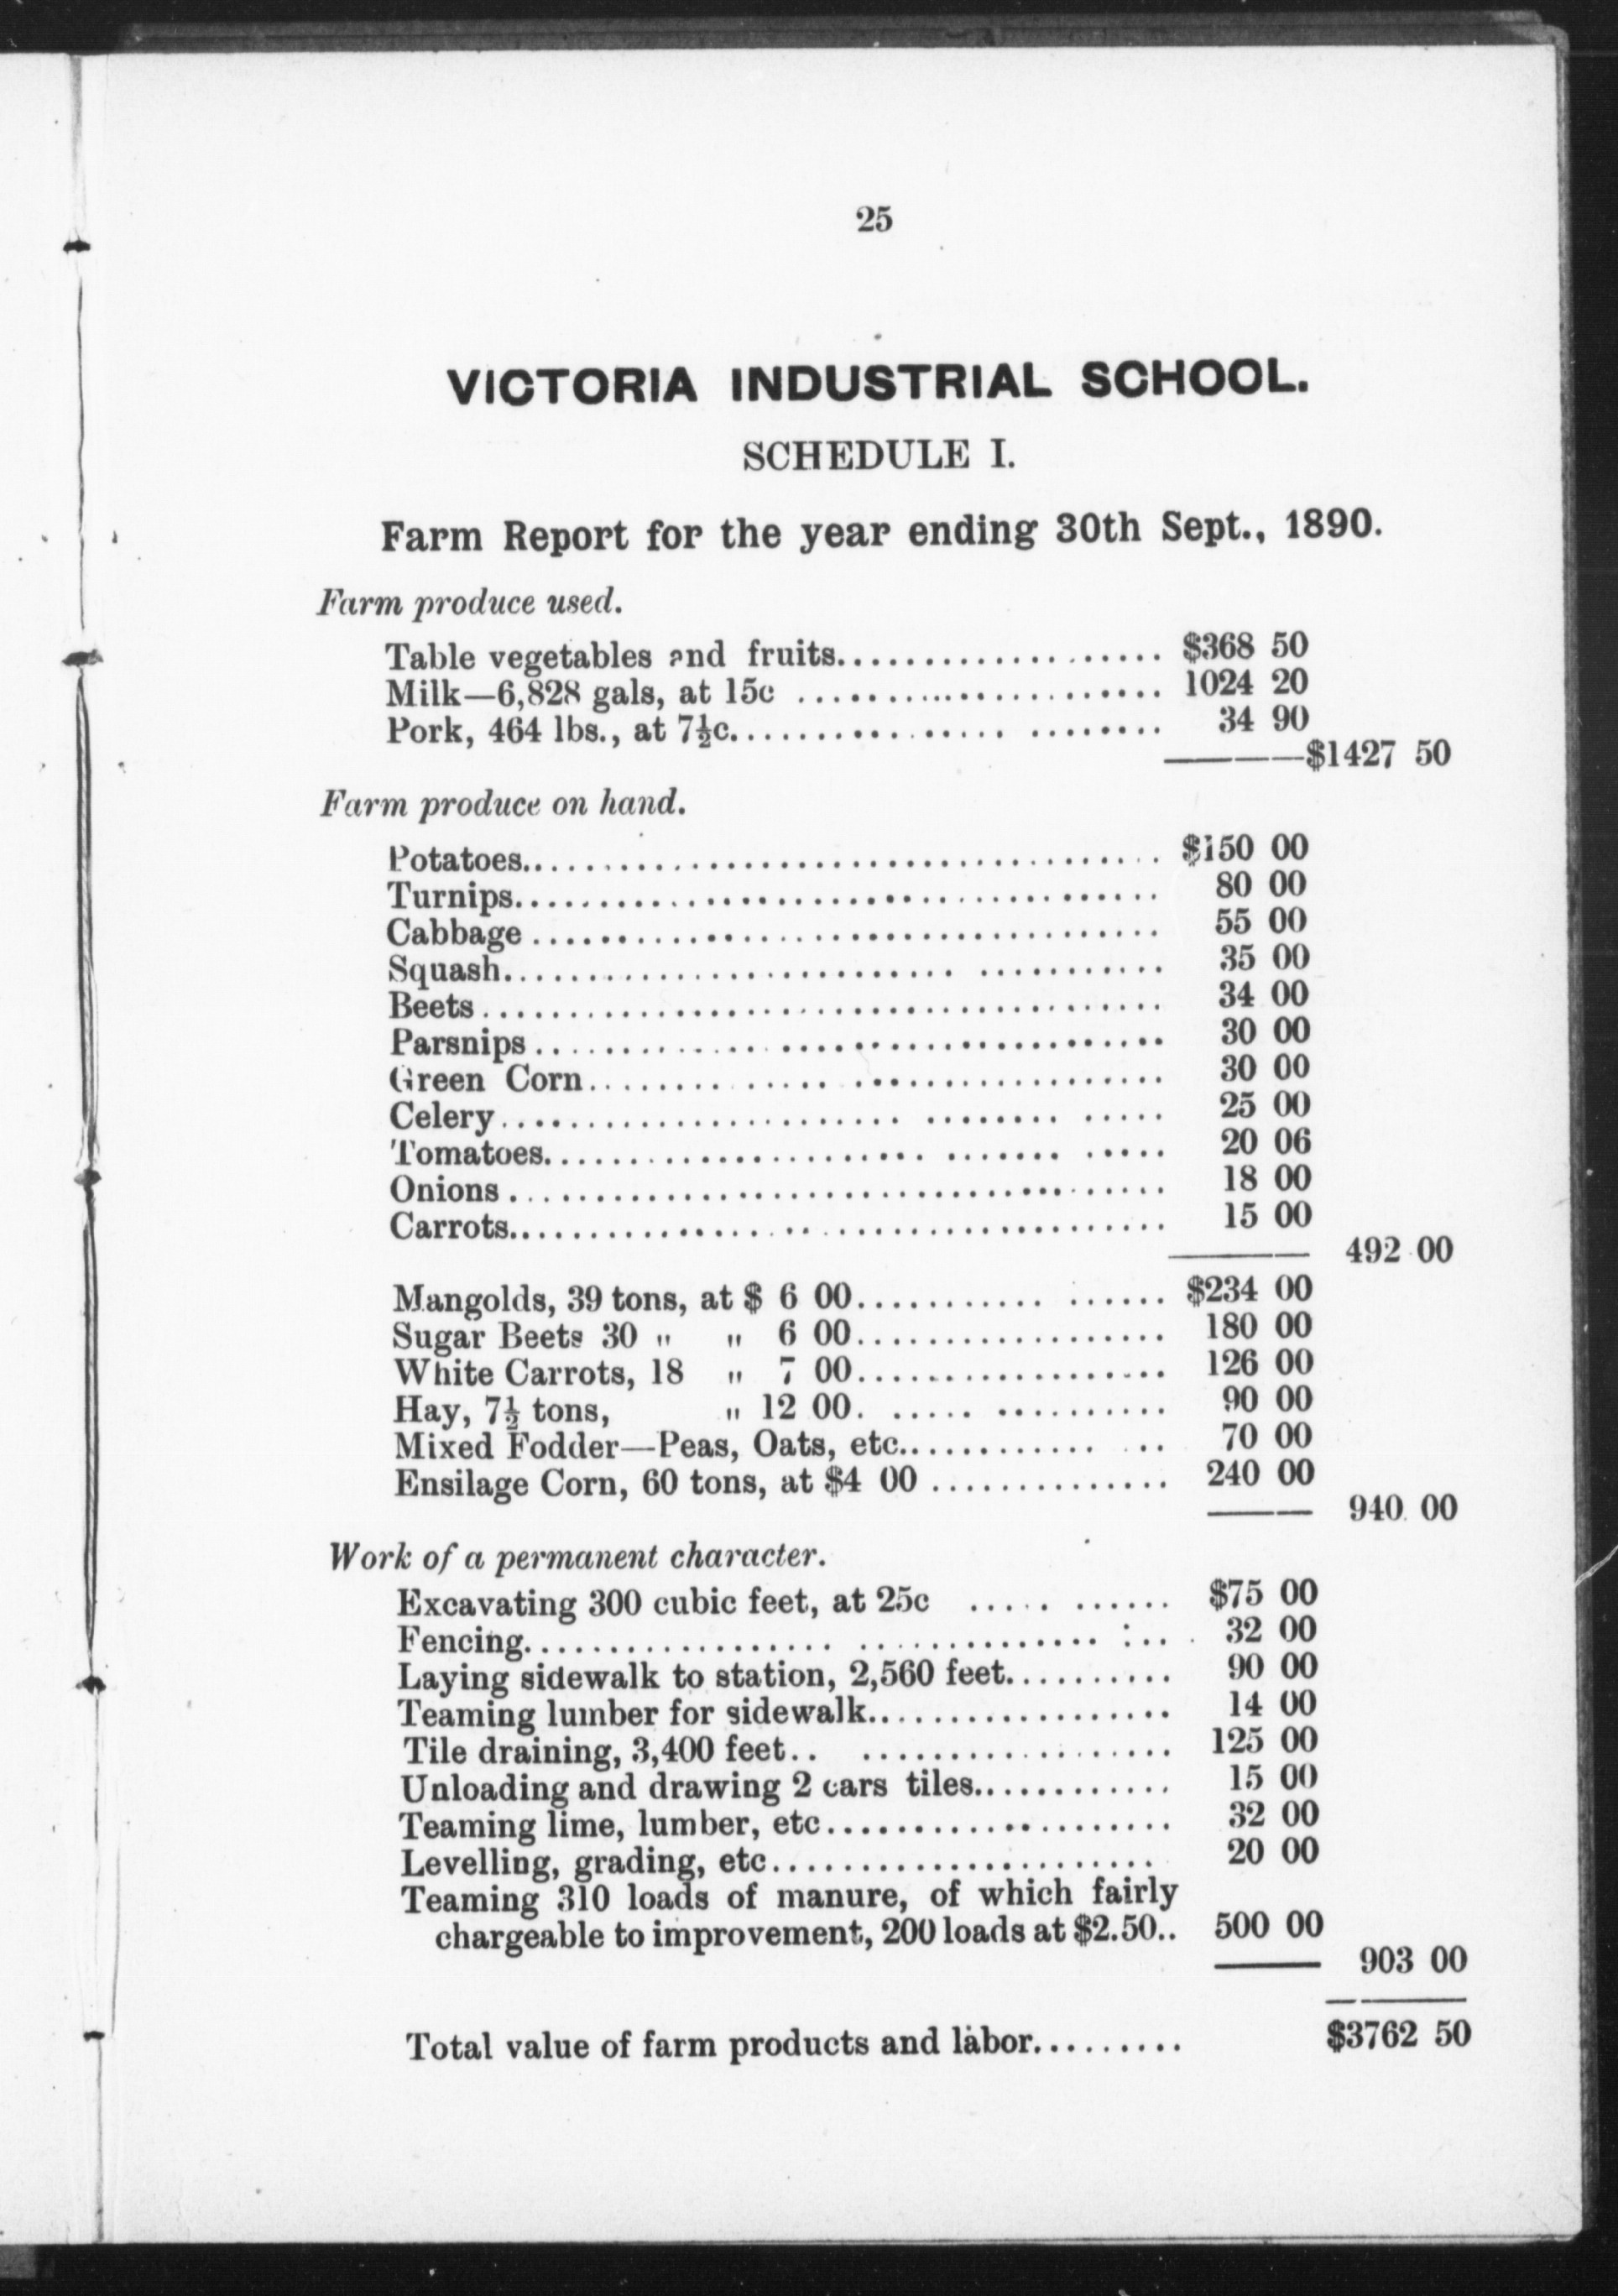 25
VICTORIA INDUSTRIAL SCHOOL.
SCHEDULE I.
Farm Report for the year ending 30th Sept., 1890.
Farm produce used.
Table vegetables and fruits.................... $368 50
Milk—6,828 gals, at 15c ...................... 1024 20
Pork, 464 lbs., at 7½c......................... 34 90
————$1427 50
Farm produce on hand.
Potatoes...................................... $150 00
Turnips...................................... 80 00
Cabbage...................................... 55 00
Squash...................................... 35 00
Beets...................................... 34 00
Parsnips...................................... 30 00
Green Corn.................................. 30 00
Celery...................................... 25 00
Tomatoes.................................... 20 06
Onions...................................... 18 00
Carrots...................................... 15 00
———— 492 00
Mangolds, 39 tons, at $ 6 00.................. $234 00
Sugar Beets 30 " " 6 00.................. 180 00
White Carrots, 18 " 7 00.................. 126 00
Hay, 7½ tons, " 12 00.................. 90 00
Mixed Fodder—Peas, Oats, etc............... 70 00
Ensilage Corn, 60 tons, at $4 00 .............. 240 00
——— 940 00
Work of a permanent character.
Excavating 300 cubic feet, at 25c ........... $75 00
Fencing...................................... 32 00
Laying sidewalk to station, 2,560 feet.......... 90 00
Teaming lumber for sidewalk.................. 14 00
Tile draining, 3,400 feet.. .................. 125 00
Unloading and drawing 2 cars tiles............ 15 00
Teaming lime, lumber, etc.................... 32 00
Levelling, grading, etc...................... 20 00
Teaming 310 loads of manure, of which fairly
chargeable to improvement, 200 loads at $2.50.. 500 00
——— 903 00
Total value of farm products and labor......... $3762 50